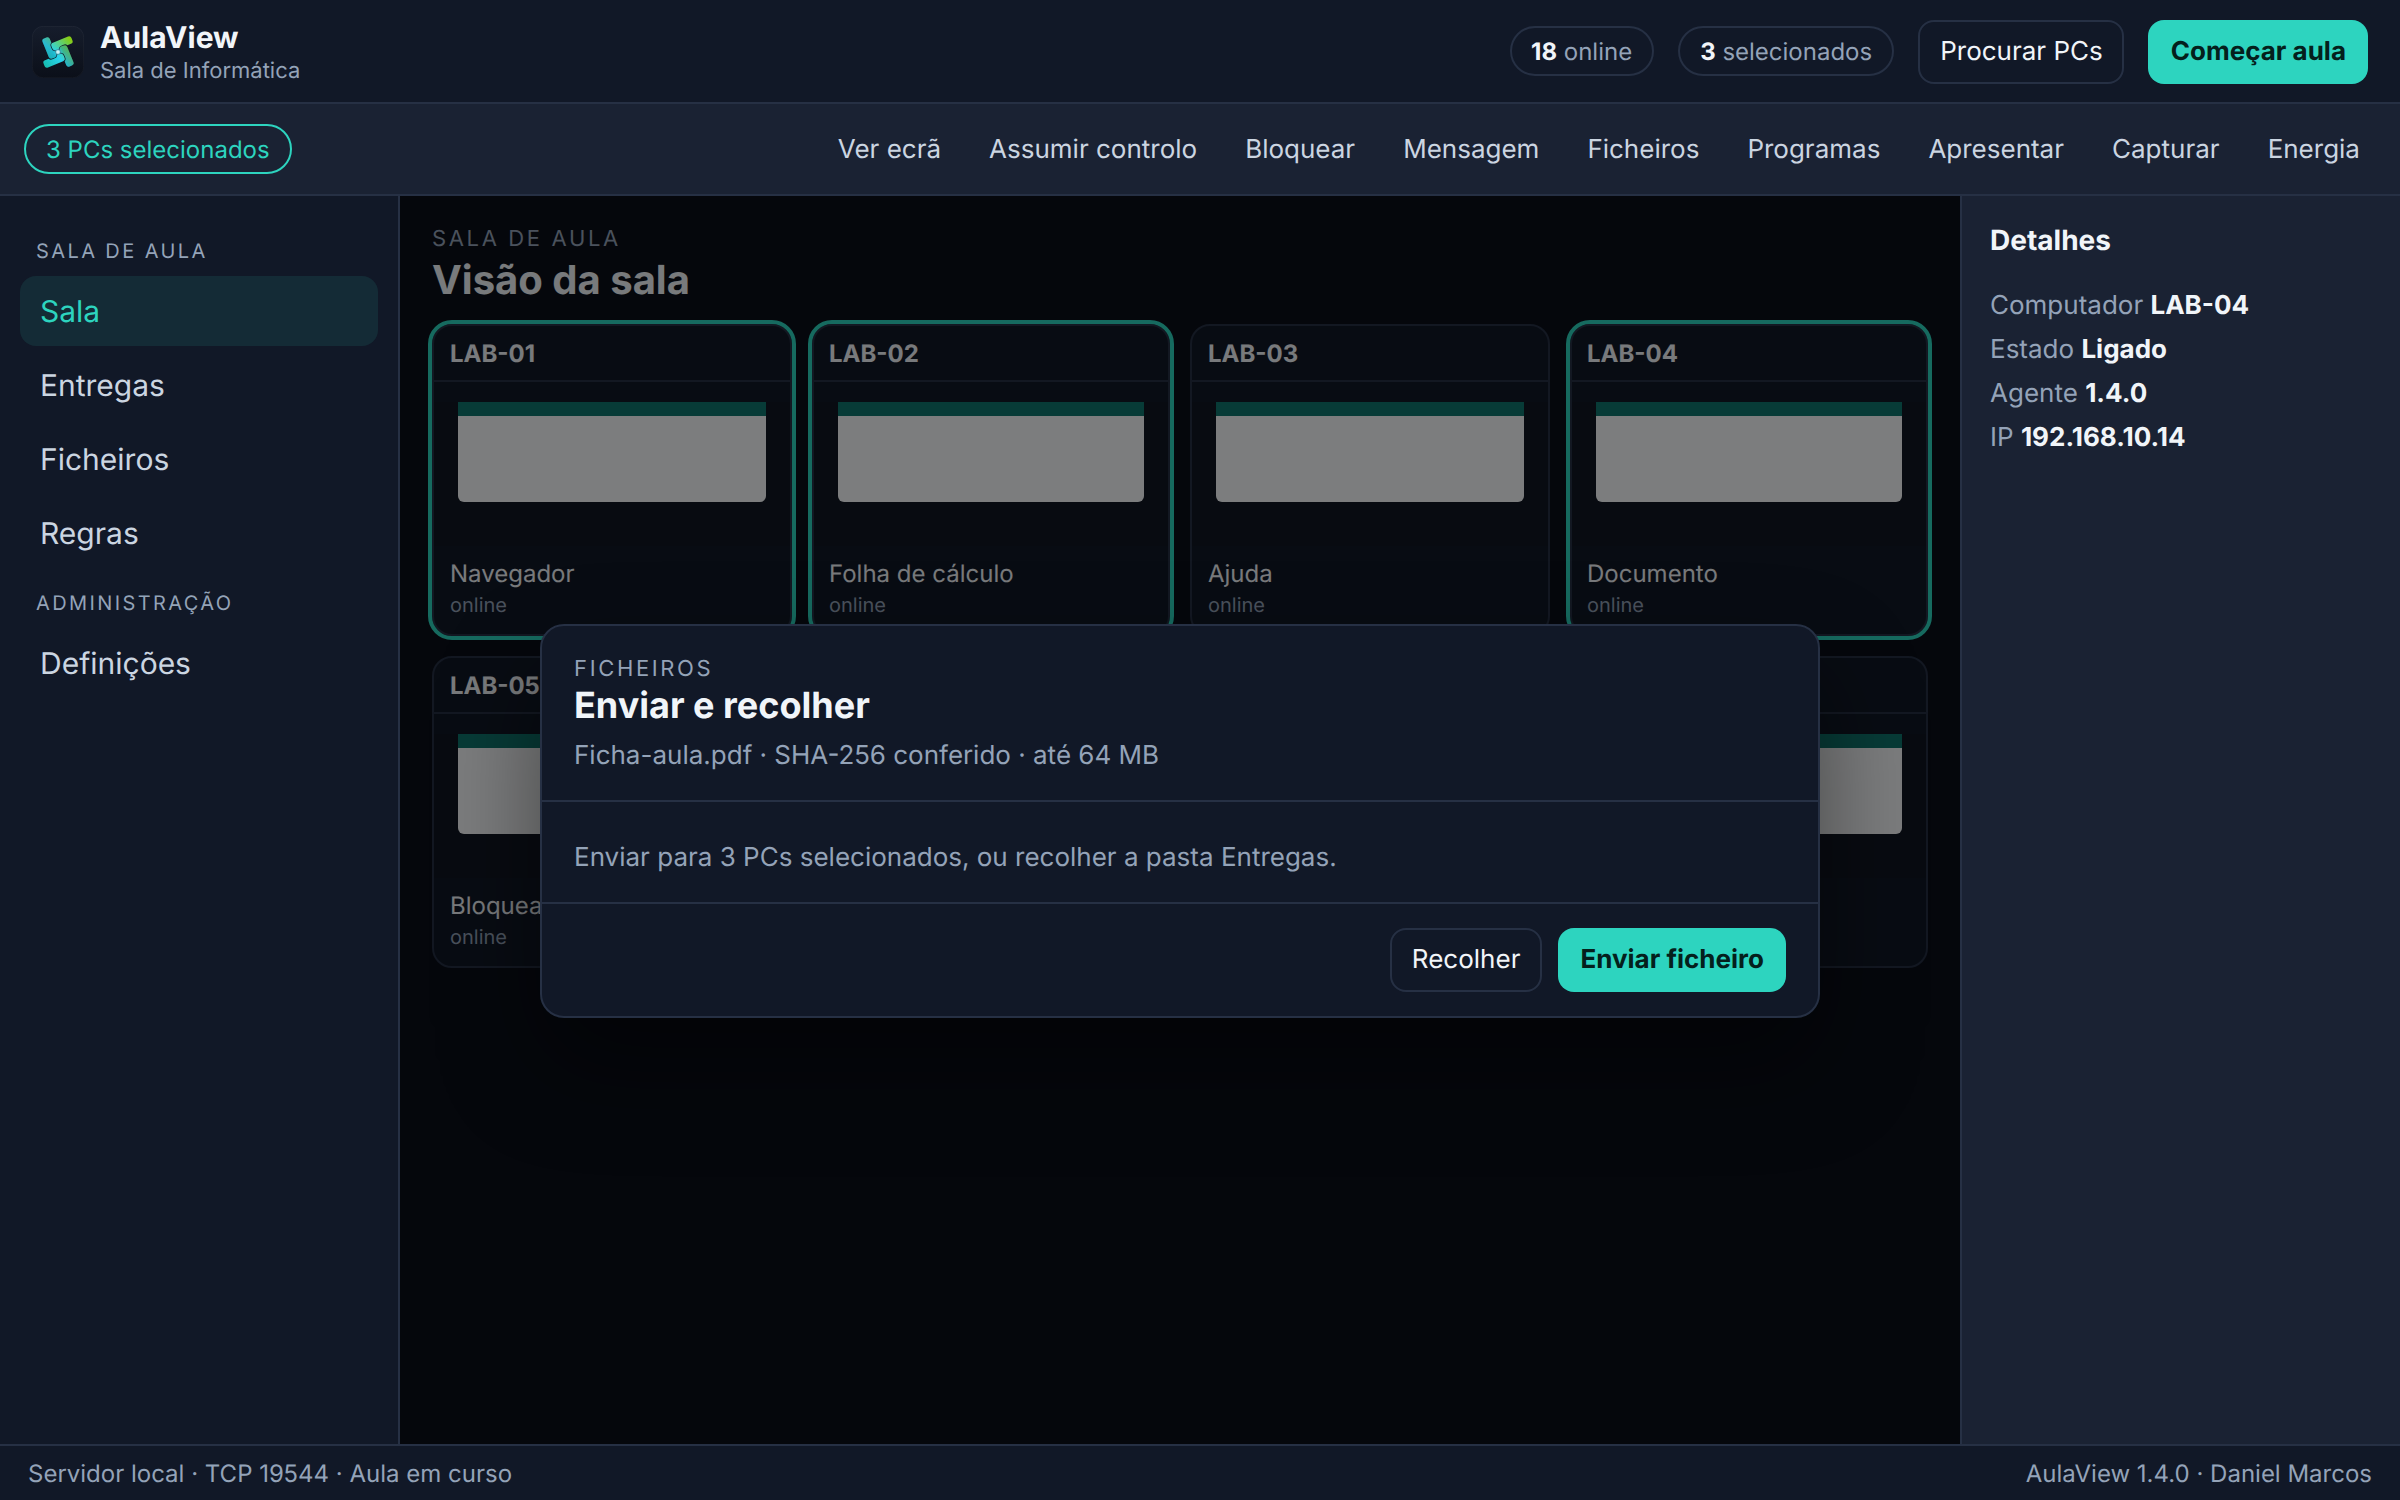 AulaView
Sala de Informática
18 online
3 selecionados
Procurar PCs
Começar aula
3 PCs selecionados
Ver ecrã
Assumir controlo
Bloquear
Mensagem
Ficheiros
Programas
Apresentar
Capturar
Energia
SALA DE AULA
Sala
Entregas
Ficheiros
Regras
ADMINISTRAÇÃO
Definições
SALA DE AULA
Visão da sala
LAB-01
Navegador
online
LAB-02
Folha de cálculo
online
LAB-03
Ajuda
online
LAB-04
Documento
online
LAB-05
online
FICHEIROS
Enviar e recolher
Ficha-aula.pdf · SHA-256 conferido · até 64 MB
Enviar para 3 PCs selecionados, ou recolher a pasta Entregas.
Recolher
Enviar ficheiro
Detalhes
Computador LAB-04
Estado Ligado
Agente 1.4.0
IP 192.168.10.14
Servidor local · TCP 19544 · Aula em curso
AulaView 1.4.0 · Daniel Marcos